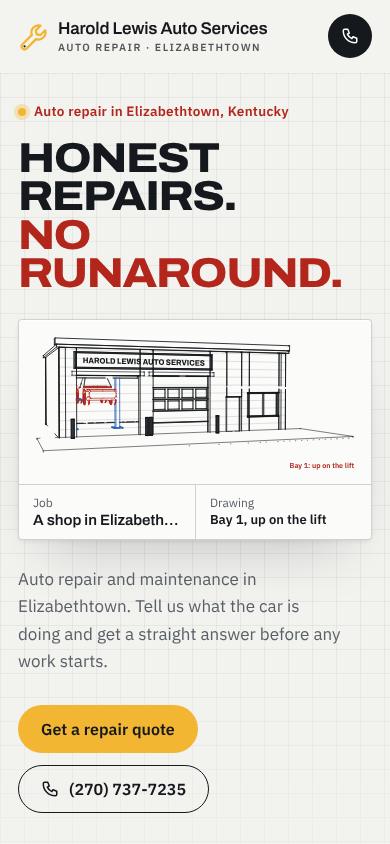 Harold Lewis Auto Services
AUTO REPAIR · ELIZABETHTOWN
Auto repair in Elizabethtown, Kentucky
HONEST
REPAIRS.
NO
RUNAROUND.
HAROLD LEWIS AUTO SERVICES
Bay 1: up on the lift
Job
A shop in Elizabeth…
Drawing
Bay 1, up on the lift
Auto repair and maintenance in
Elizabethtown. Tell us what the car is
doing and get a straight answer before any
work starts.
Get a repair quote
(270) 737-7235